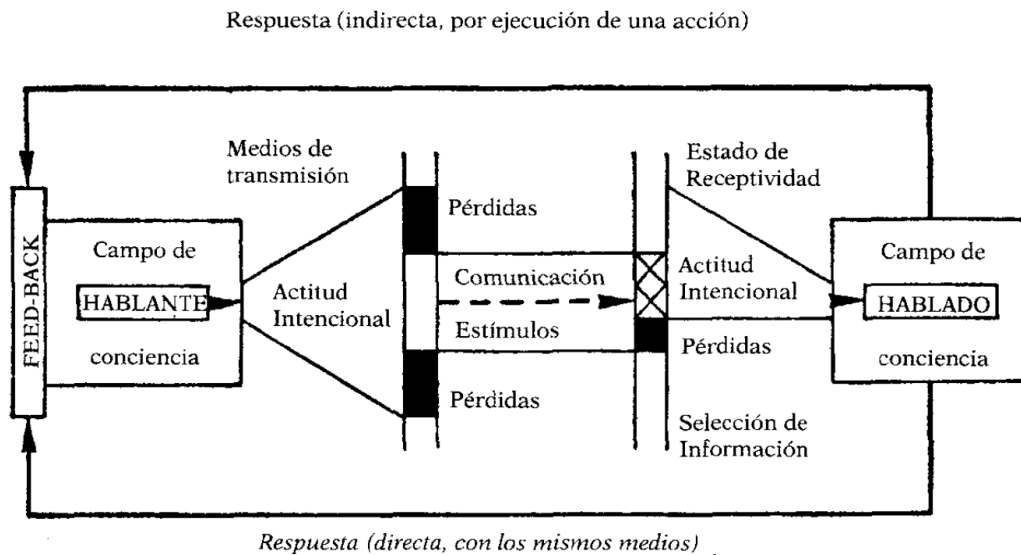 Respuesta (indirecta, por ejecución de una acción)
Medios de
transmisión
Estado de
Receptividad
FEED-BACK
Campo de
HABLANTE
conciencia
Actitud
Intencional
Pérdidas
Comunicación
Estímulos
Pérdidas
Actitud
Intencional
Pérdidas
Selección de
Información
Campo de
HABLADO
conciencia
Respuesta (directa, con los mismos medios)